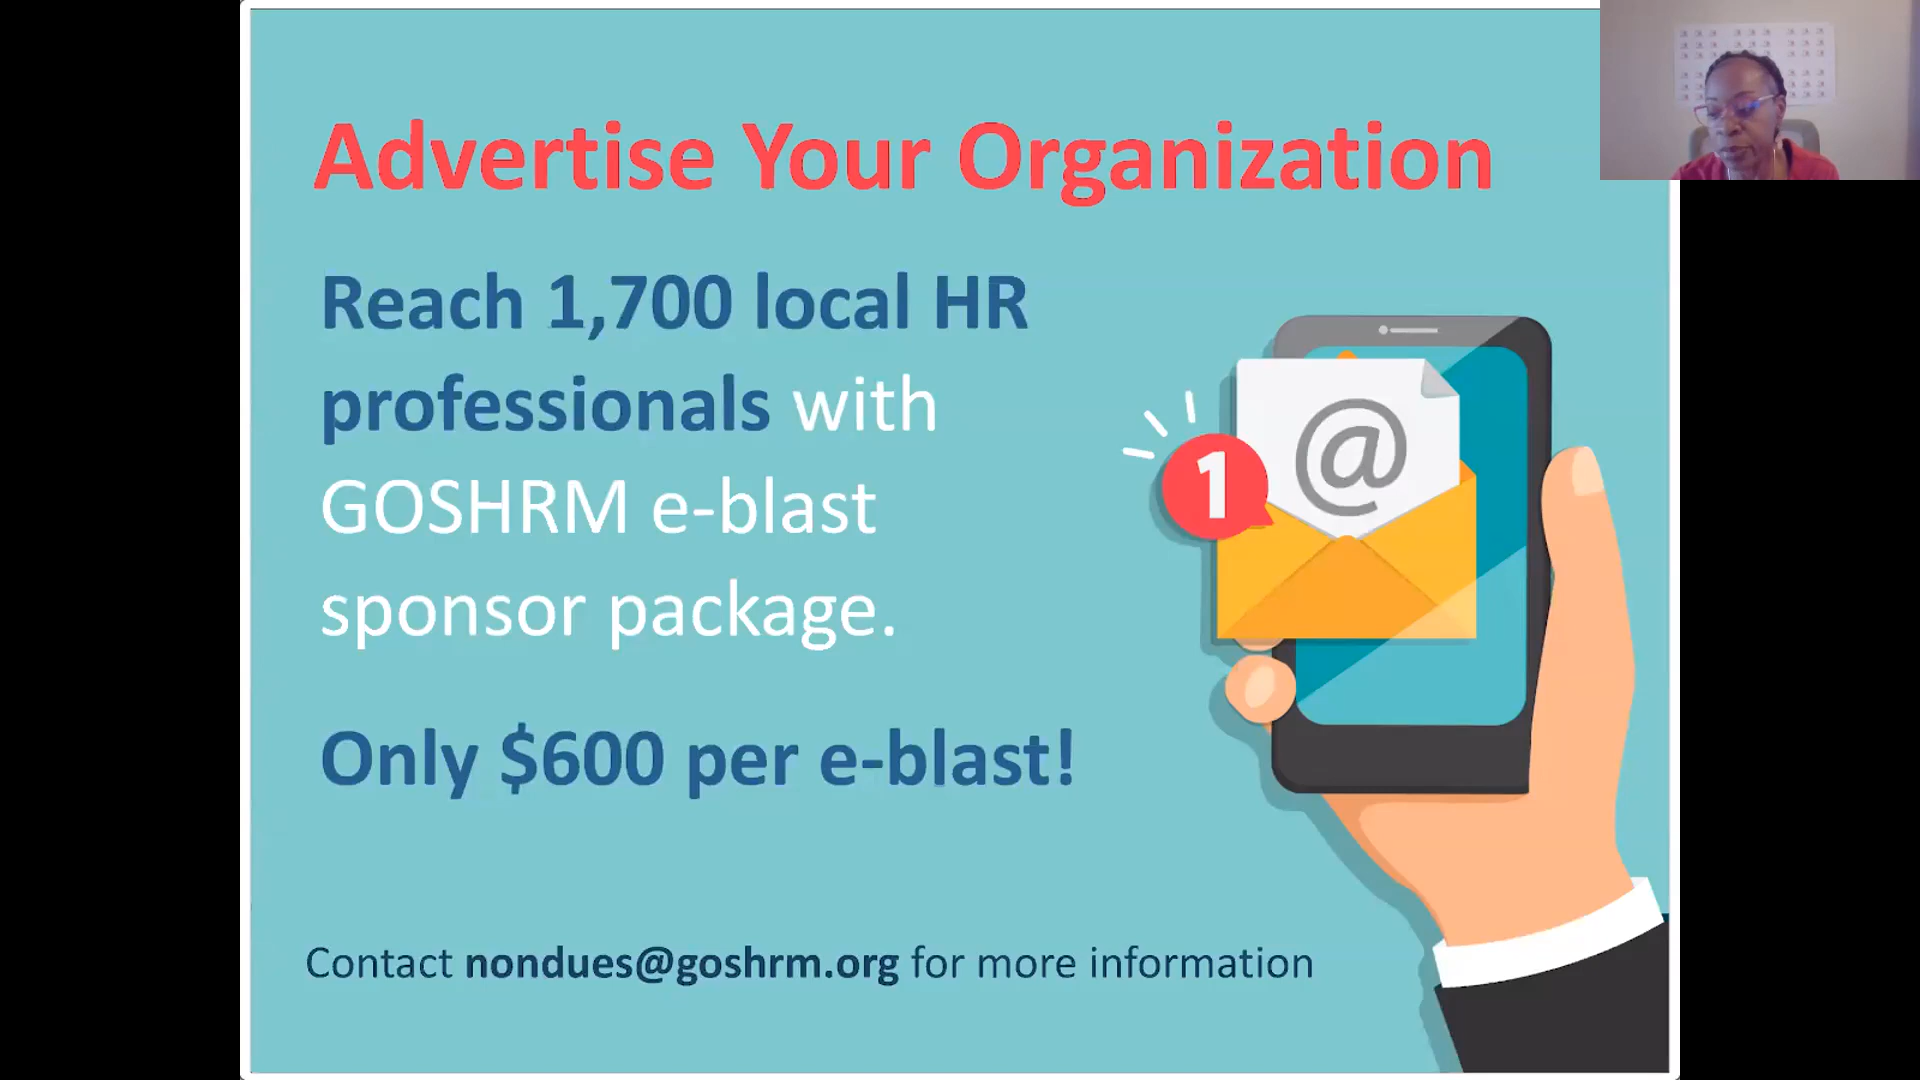 Advertise Your Organization
Reach 1,700 local HR
professionals with
GOSHRM e-blast
sponsor package.
@
1
Only $600 per e-blast!
Contact nondues@goshrm.org for more information